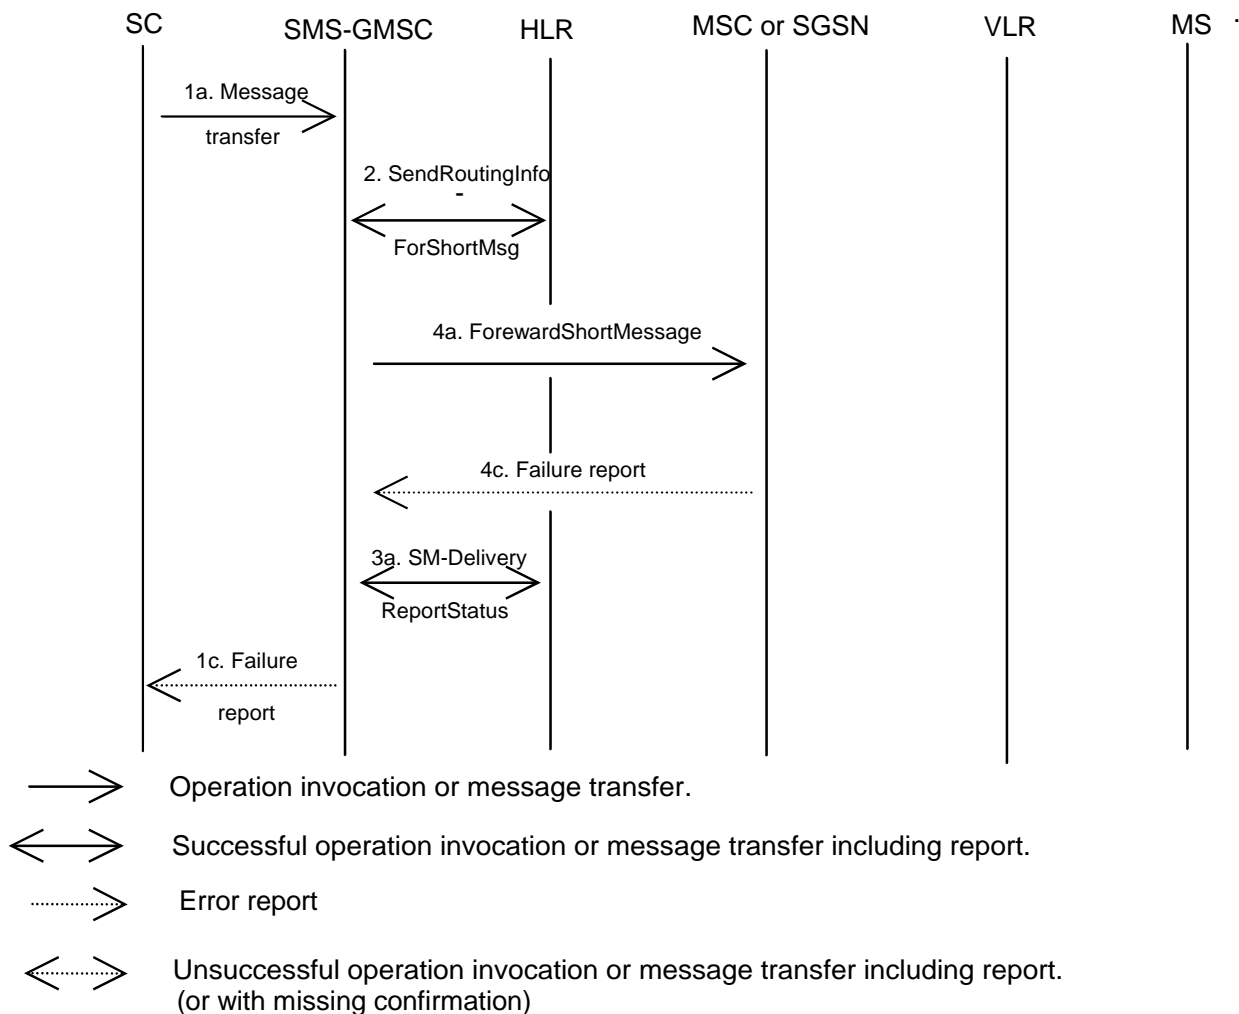 SC SMS-GMSC HLR MSC or SGSN VLR MS .
1a. Message
transfer
2. SendRoutingInfo
-
ForShortMsg
4a. ForewardShortMessage
4c. Failure report
3a. SM-Delivery
ReportStatus
1c. Failure
report
Operation invocation or message transfer.
Successful operation invocation or message transfer including report.
Error report
Unsuccessful operation invocation or message transfer including report.
(or with missing confirmation)